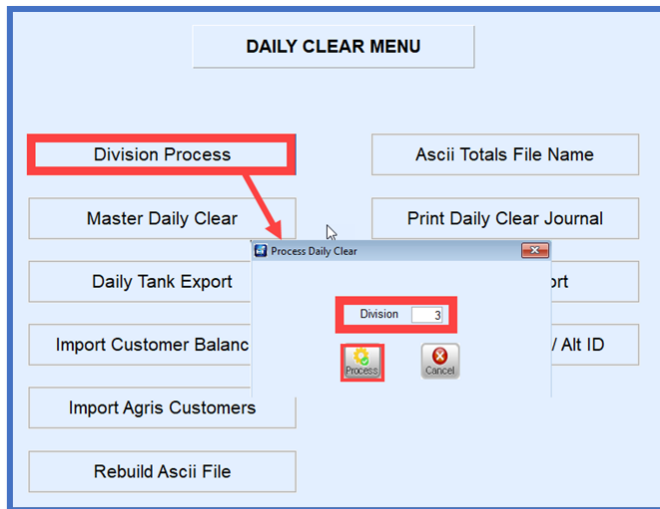 DAILY CLEAR MENU
Division Process
Ascii Totals File Name
Master Daily Clear
Print Daily Clear Journal
Process Daily Clear
Daily Tank Export
ort
Division 3
Import Customer Balanc
/ Alt ID
Process
Cancel
Import Agris Customers
Rebuild Ascii File